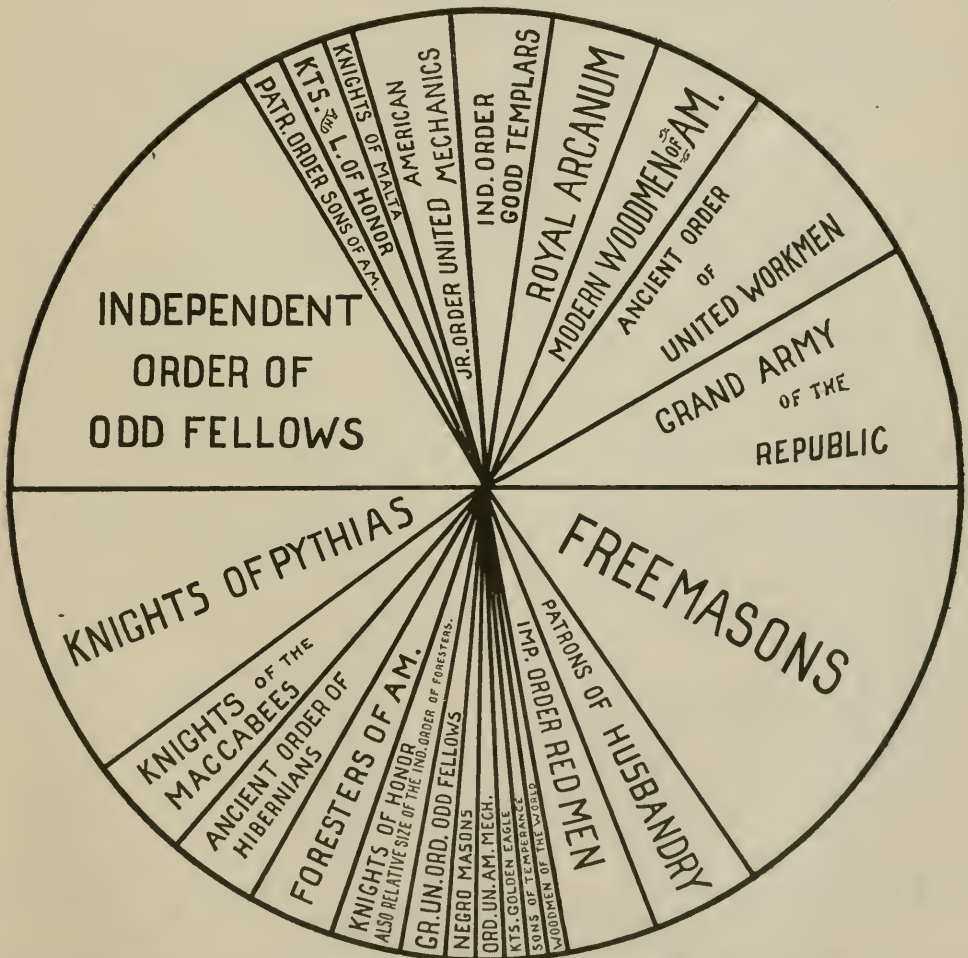 INDEPENDENT
ORDER OF
ODD FELLOWS
PATR. ORDER SONS OF AM.
KTS. AND L. OF HONOR
KNIGHTS OF MALTA
AMERICAN
JR. ORDER UNITED MECHANICS
IND. ORDER
GOOD TEMPLARS
ROYAL ARCANUM
MODERN WOODMEN OF AM.
ANCIENT ORDER
OF
UNITED WORKMEN
GRAND ARMY
OF THE
REPUBLIC
FREEMASONS
PATRONS OF HUSBANDRY
IMP. ORDER RED MEN
WOODMEN OF THE WORLD
SONS OF TEMPERANCE
KTS. GOLDEN EAGLE
ORD. UN. AM. MECH.
NEGRO MASONS
GR. UN. ORD. ODD FELLOWS
KNIGHTS OF HONOR
ALSO RELATIVE SIZE OF THE IND. ORDER OF FORESTERS.
FORESTERS OF AM.
ANCIENT ORDER OF
HIBERNIANS
KNIGHTS OF THE
MACCABEES
KNIGHTS OF PYTHIAS